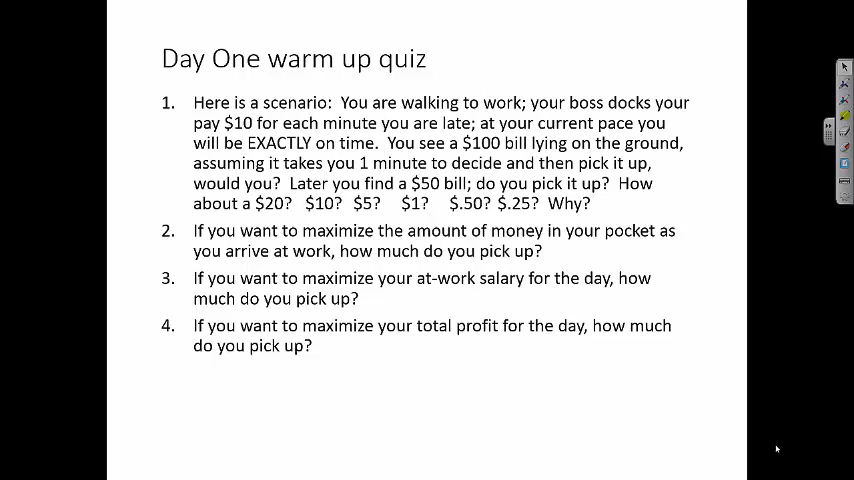 Day One warm up quiz
1. Here is a scenario: You are walking to work; your boss docks your
pay $10 for each minute you are late; at your current pace you
will be EXACTLY on time. You see a $100 bill lying on the ground,
assuming it takes you 1 minute to decide and then pick it up,
would you? Later you find a $50 bill; do you pick it up? How
about a $20? $10? $5? $1? $.50? $.25? Why?
2. If you want to maximize the amount of money in your pocket as
you arrive at work, how much do you pick up?
3. If you want to maximize your at-work salary for the day, how
much do you pick up?
4. If you want to maximize your total profit for the day, how much
do you pick up?